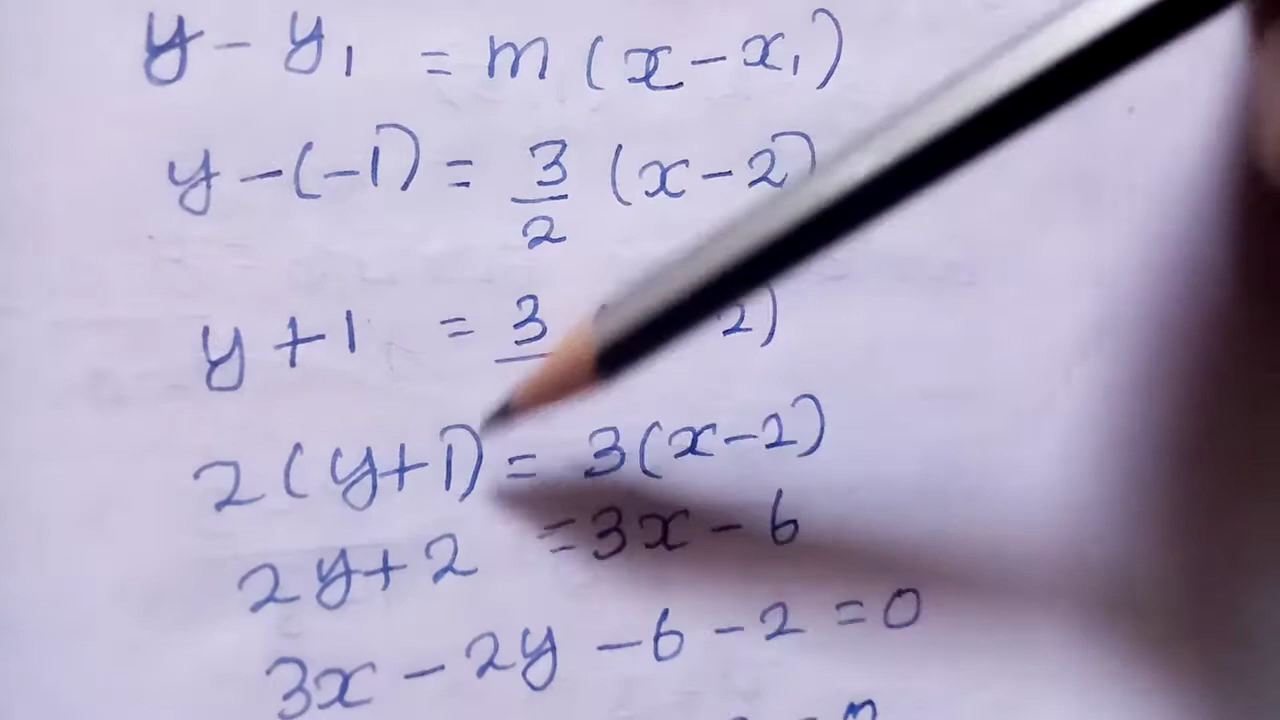 y - y₁ = m (x - x₁)
y - (-1) = 3/2 (x - 2)
y + 1 = 3 2)
2 (y + 1) = 3 (x - 2)
2y + 2 = 3x - 6
3x - 2y - 6 - 2 = 0